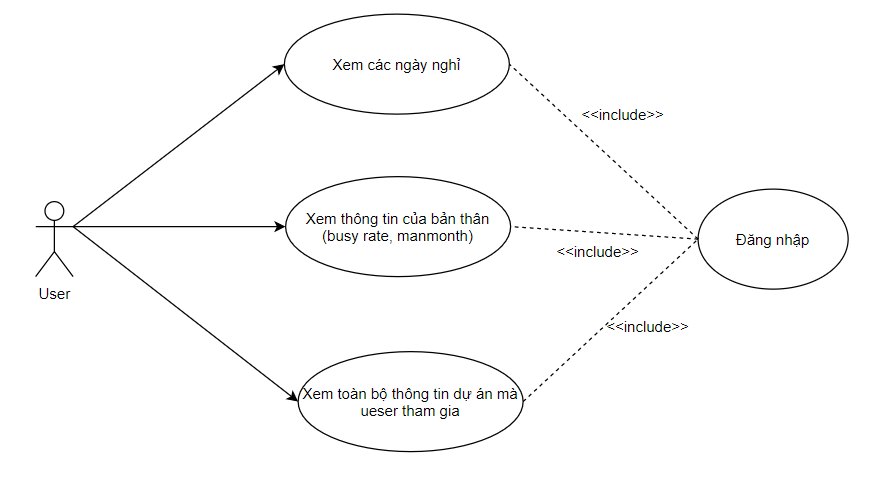 Xem các ngày nghỉ
<<include>>
Xem thông tin của bản thân
(busy rate, manmonth)
<<include>>
Đăng nhập
User
<<include>>
Xem toàn bộ thông tin dự án mà
ueser tham gia